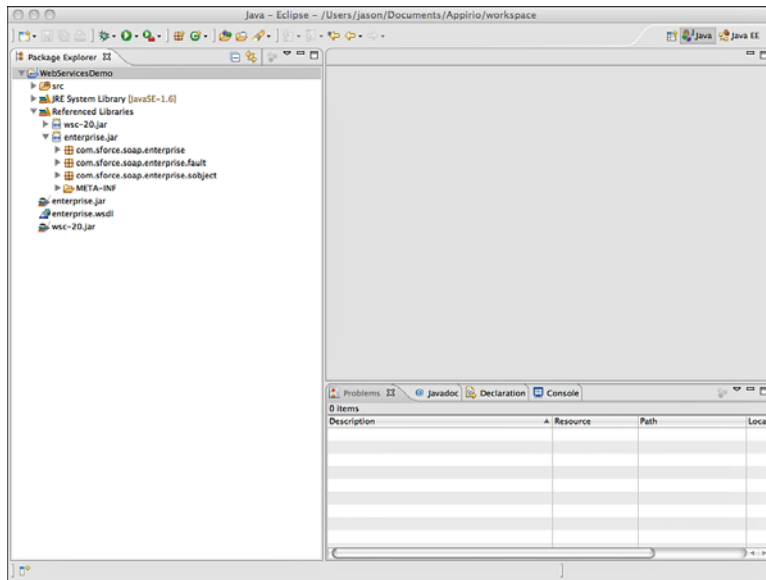 Java – Eclipse – /Users/jason/Documents/Appirio/workspace
Java
Java EE
Package Explorer
WebServicesDemo
src
JRE System Library [JavaSE-1.6]
Referenced Libraries
wsc-20.jar
enterprise.jar
com.sforce.soap.enterprise
com.sforce.soap.enterprise.fault
com.sforce.soap.enterprise.sobject
META-INF
enterprise.jar
enterprise.wsdl
wsc-20.jar
Problems @ Javadoc Declaration Console
0 items
Description Resource Path Loca